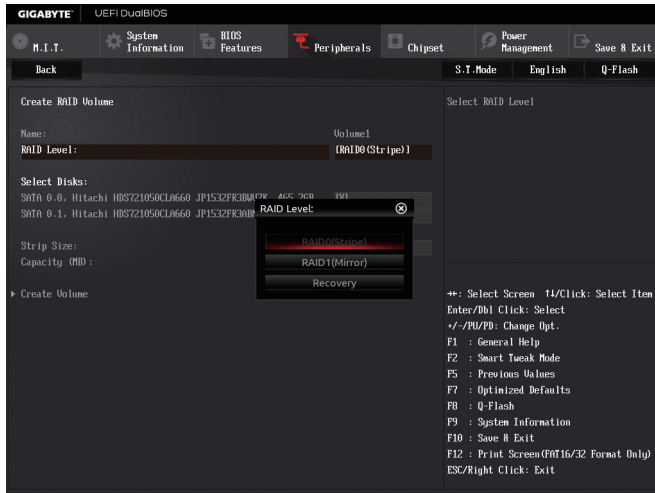 GIGABYTE™ UEFI DualBIOS
M.I.T. System Information BIOS Features Peripherals Chipset Power Management Save & Exit
Back S.T.Mode English Q-Flash
Create RAID Volume
Select RAID Level
Name: Volume1
RAID Level: [RAID0(Stripe)]
Select Disks:
SATA 0.0, Hitachi HDS721050CLA660 465.2GB [X]
SATA 0.1, Hitachi HDS721050CLA660
RAID Level:
RAID0(Stripe)
RAID1(Mirror)
Recovery
Strip Size:
Capacity (MB) :
Create Volume
→←: Select Screen ↑↓/Click: Select Item
Enter/Dbl Click: Select
+/-/PU/PD: Change Opt.
F1 : General Help
F2 : Smart Tweak Mode
F5 : Previous Values
F7 : Optimized Defaults
F8 : Q-Flash
F9 : System Information
F10 : Save & Exit
F12 : Print Screen(FAT16/32 Format Only)
ESC/Right Click: Exit